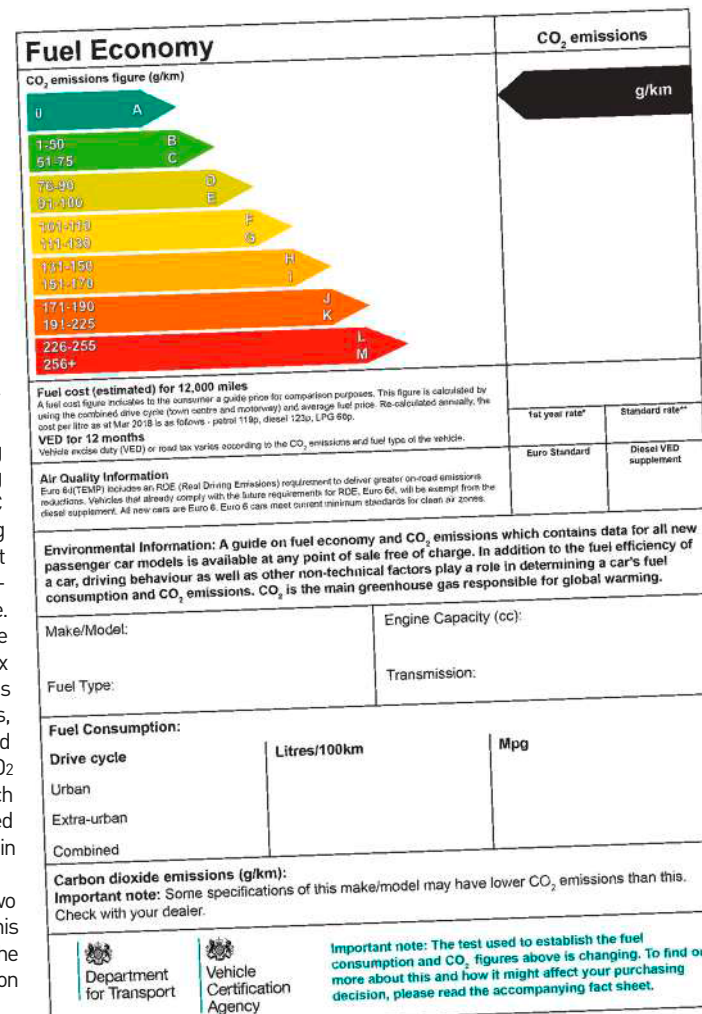 Fuel Economy
CO2 emissions
CO2 emissions figure (g/km)
g/km
0 A
1-50 B
51-75 C
76-90 D
91-100 E
101-110 F
111-130 G
131-150 H
151-170 I
171-190 J
191-225 K
226-255 L
256+ M
Fuel cost (estimated) for 12,000 miles
A fuel cost figure indicates to the consumer a guide price for comparison purposes. This figure is calculated by
using the combined drive cycle (town centre and motorway) and average fuel price. Re-calculated annually, the
cost per litre as at Mar 2018 is as follows - petrol 119p, diesel 123p, LPG 60p.
VED for 12 months
Vehicle excise duty (VED) or road tax varies according to the CO2 emissions and fuel type of the vehicle.
1st year rate*
Standard rate**
Air Quality Information
Euro 6d(TEMP) includes an RDE (Real Driving Emissions) requirement to deliver greater on-road emissions
reductions. Vehicles that already comply with the future requirements for RDE, Euro 6d, will be exempt from the
diesel supplement. All new cars are Euro 6. Euro 6 cars meet current minimum standards for clean air zones.
Euro Standard
Diesel VED
supplement
Environmental Information: A guide on fuel economy and CO2 emissions which contains data for all new
passenger car models is available at any point of sale free of charge. In addition to the fuel efficiency of
a car, driving behaviour as well as other non-technical factors play a role in determining a car's fuel
consumption and CO2 emissions. CO2 is the main greenhouse gas responsible for global warming.
Make/Model:
Engine Capacity (cc):
Fuel Type:
Transmission:
Fuel Consumption:
Drive cycle
Litres/100km
Mpg
Urban
Extra-urban
Combined
Carbon dioxide emissions (g/km):
Important note: Some specifications of this make/model may have lower CO2 emissions than this.
Check with your dealer.
Department
for Transport
Vehicle
Certification
Agency
Important note: The test used to establish the fuel
consumption and CO2 figures above is changing. To find ou
more about this and how it might affect your purchasing
decision, please read the accompanying fact sheet.